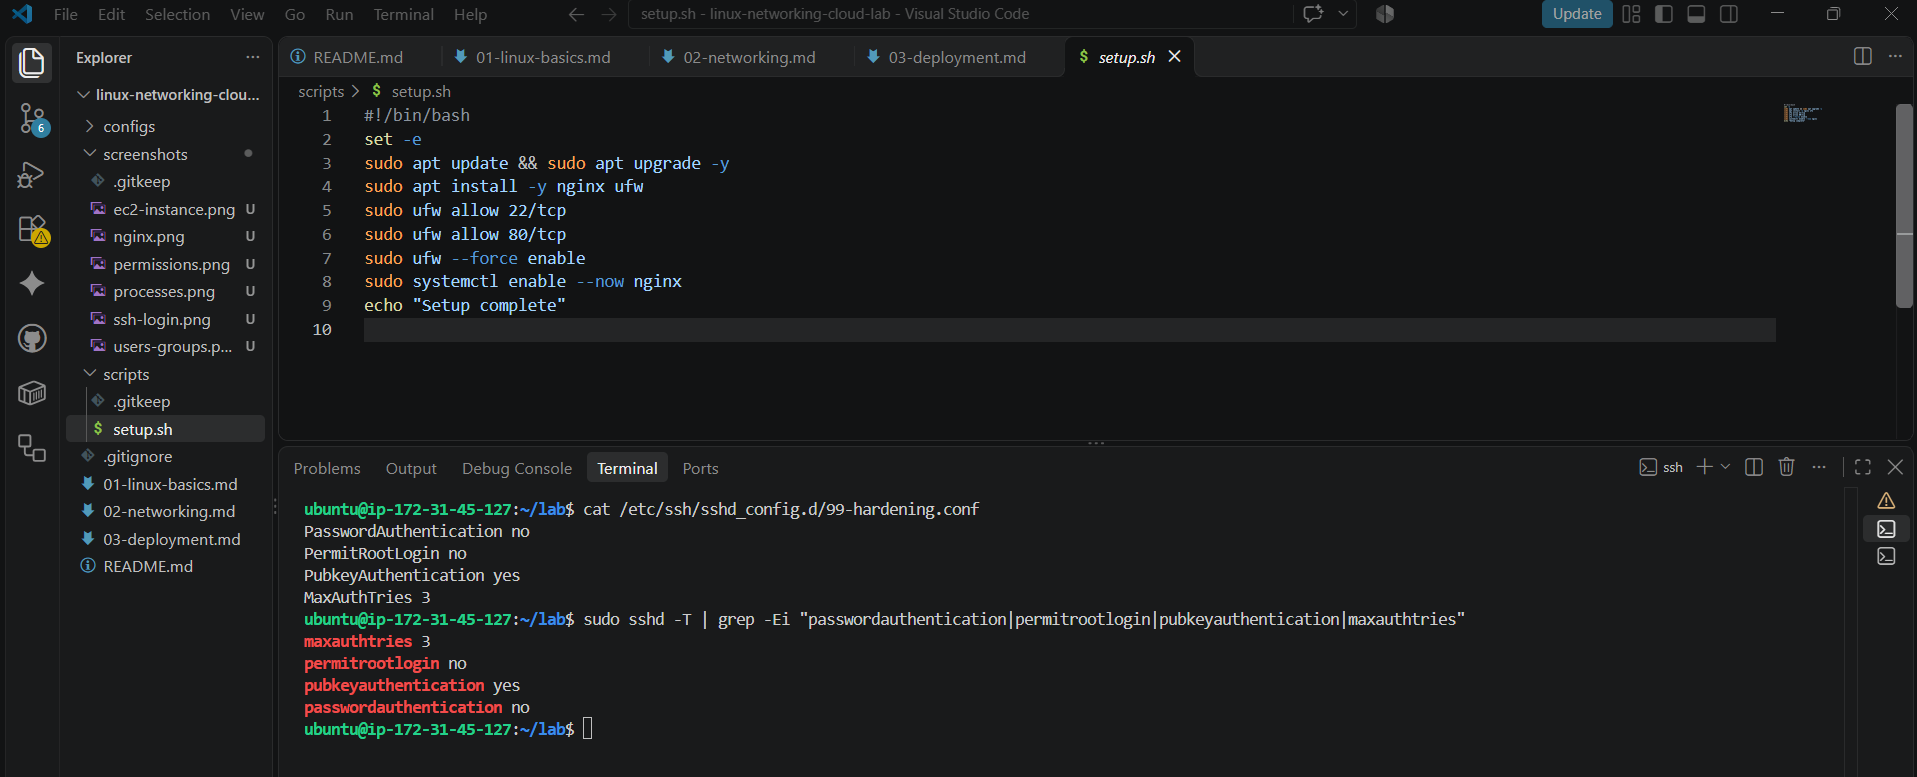 File Edit Selection View Go Run Terminal Help
setup.sh - linux-networking-cloud-lab - Visual Studio Code
Update
Explorer
README.md
01-linux-basics.md
02-networking.md
03-deployment.md
setup.sh
linux-networking-clou...
configs
screenshots
.gitkeep
ec2-instance.png U
nginx.png U
permissions.png U
processes.png U
ssh-login.png U
users-groups.p... U
scripts
.gitkeep
setup.sh
.gitignore
01-linux-basics.md
02-networking.md
03-deployment.md
README.md
6
scripts > $ setup.sh
1 #!/bin/bash
2 set -e
3 sudo apt update && sudo apt upgrade -y
4 sudo apt install -y nginx ufw
5 sudo ufw allow 22/tcp
6 sudo ufw allow 80/tcp
7 sudo ufw --force enable
8 sudo systemctl enable --now nginx
9 echo "Setup complete"
10
Problems Output Debug Console Terminal Ports
ssh
ubuntu@ip-172-31-45-127:~/lab$ cat /etc/ssh/sshd_config.d/99-hardening.conf
PasswordAuthentication no
PermitRootLogin no
PubkeyAuthentication yes
MaxAuthTries 3
ubuntu@ip-172-31-45-127:~/lab$ sudo sshd -T | grep -Ei "passwordauthentication|permitrootlogin|pubkeyauthentication|maxauthtries"
maxauthtries 3
permitrootlogin no
pubkeyauthentication yes
passwordauthentication no
ubuntu@ip-172-31-45-127:~/lab$